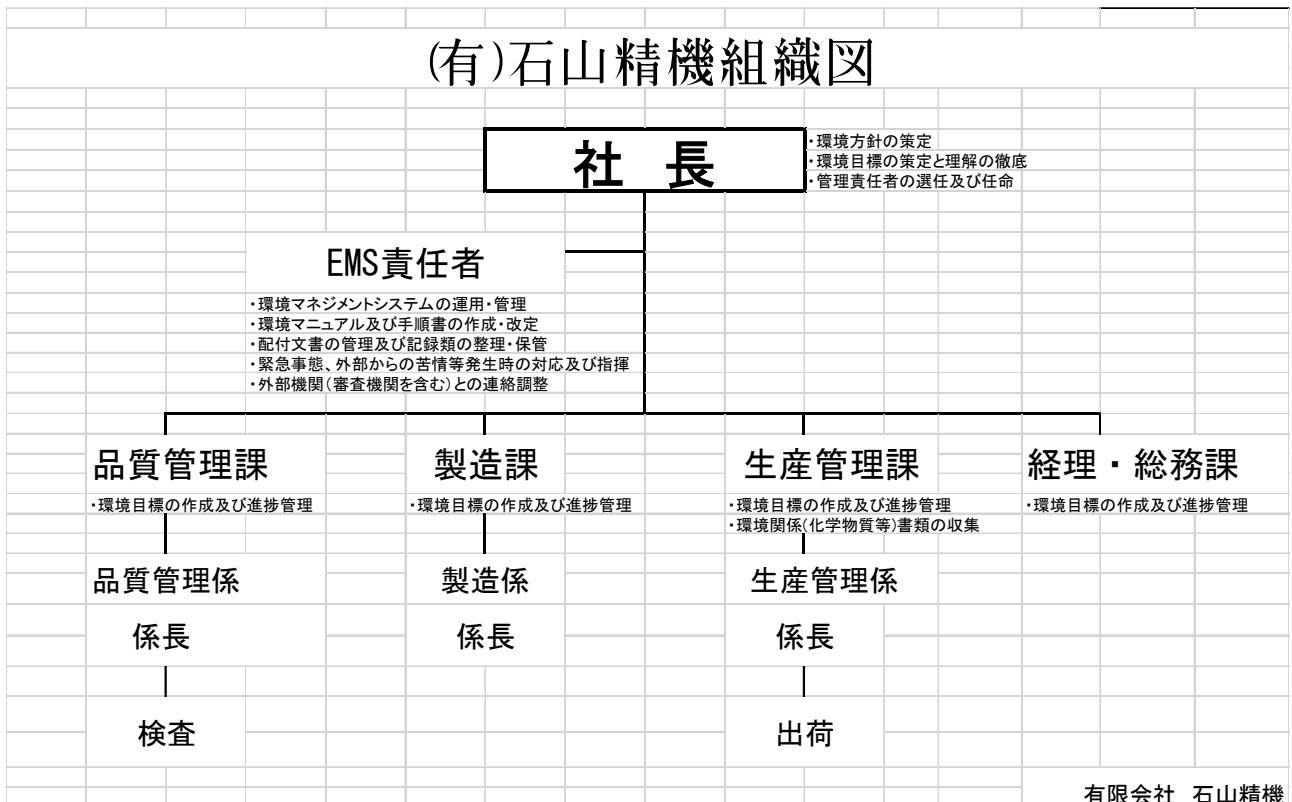 (有)石山精機組織図
社 長
・環境方針の策定
・環境目標の策定と理解の徹底
・管理責任者の選任及び任命
EMS責任者
・環境マネジメントシステムの運用・管理
・環境マニュアル及び手順書の作成・改定
・配付文書の管理及び記録類の整理・保管
・緊急事態、外部からの苦情等発生時の対応及び指揮
・外部機関(審査機関を含む)との連絡調整
品質管理課
・環境目標の作成及び進捗管理
製造課
・環境目標の作成及び進捗管理
生産管理課
・環境目標の作成及び進捗管理
・環境関係(化学物質等)書類の収集
経理・総務課
・環境目標の作成及び進捗管理
品質管理係
係長
製造係
係長
生産管理係
係長
検査
出荷
有限会社 石山精機